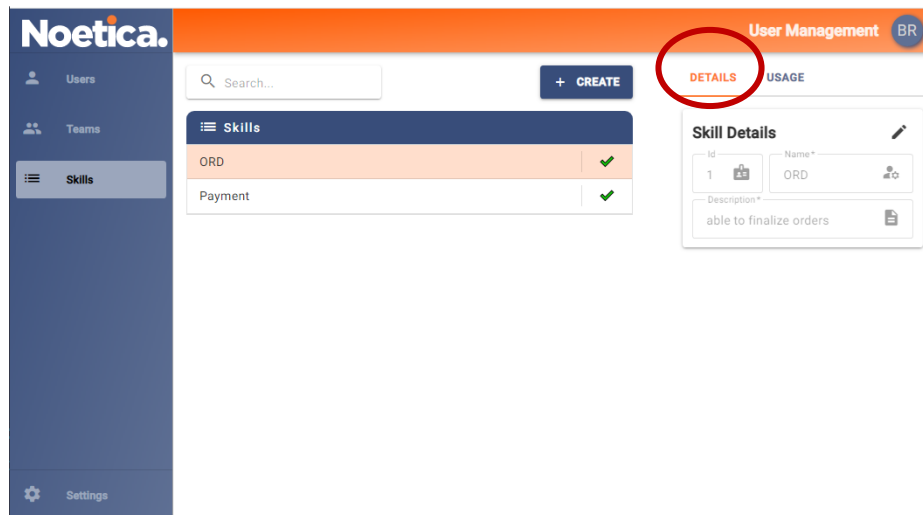 Noetica.
User Management BR
Users
Teams
Skills
Settings
Search...
+ CREATE
Skills
ORD
Payment
DETAILS USAGE
Skill Details
Id Name*
1 ORD
Description*
able to finalize orders